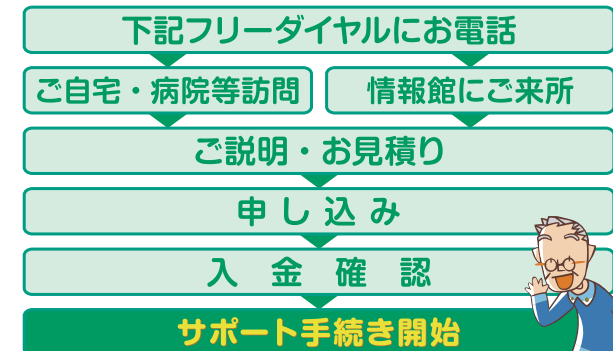 下記フリーダイヤルにお電話
ご自宅・病院等訪問
情報館にご来所
ご説明・お見積り
申し込み
入金確認
サポート手続き開始